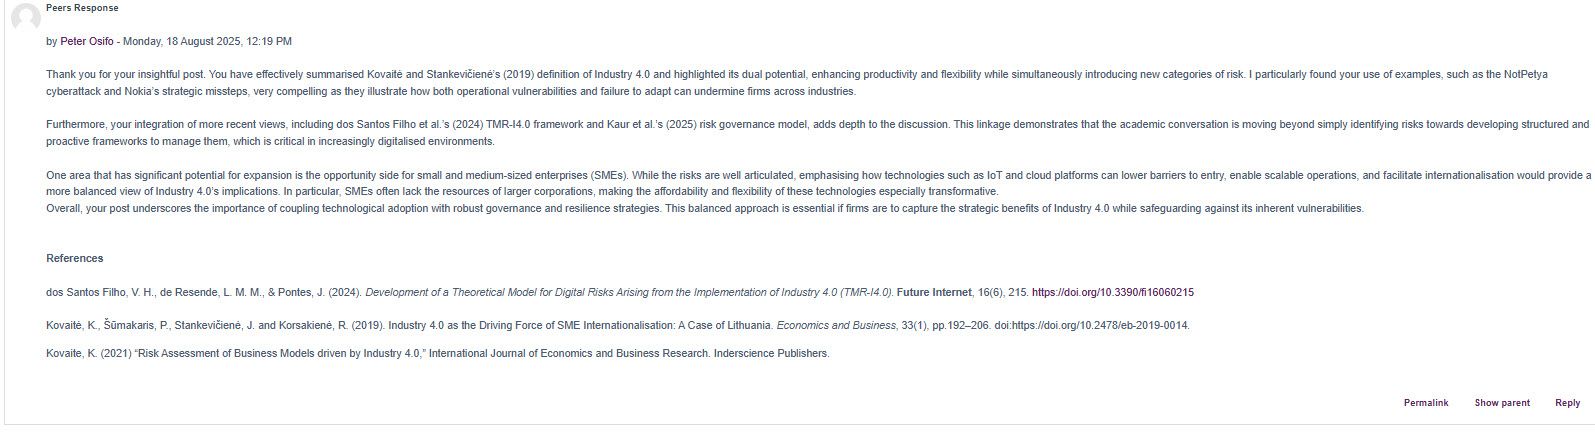 Peers Response
by Peter Osifo - Monday, 18 August 2025, 12:19 PM
Thank you for your insightful post. You have effectively summarised Kovaitė and Stankevičienė's (2019) definition of Industry 4.0 and highlighted its dual potential, enhancing productivity and flexibility while simultaneously introducing new categories of risk. I particularly found your use of examples, such as the NotPetya
cyberattack and Nokia's strategic missteps, very compelling as they illustrate how both operational vulnerabilities and failure to adapt can undermine firms across industries.
Furthermore, your integration of more recent views, including dos Santos Filho et al.'s (2024) TMR-I4.0 framework and Kaur et al.'s (2025) risk governance model, adds depth to the discussion. This linkage demonstrates that the academic conversation is moving beyond simply identifying risks towards developing structured and
proactive frameworks to manage them, which is critical in increasingly digitalised environments.
One area that has significant potential for expansion is the opportunity side for small and medium-sized enterprises (SMEs). While the risks are well articulated, emphasising how technologies such as IoT and cloud platforms can lower barriers to entry, enable scalable operations, and facilitate internationalisation would provide a
more balanced view of Industry 4.0's implications. In particular, SMEs often lack the resources of larger corporations, making the affordability and flexibility of these technologies especially transformative.
Overall, your post underscores the importance of coupling technological adoption with robust governance and resilience strategies. This balanced approach is essential if firms are to capture the strategic benefits of Industry 4.0 while safeguarding against its inherent vulnerabilities.
References
dos Santos Filho, V. H., de Resende, L. M. M., & Pontes, J. (2024). Development of a Theoretical Model for Digital Risks Arising from the Implementation of Industry 4.0 (TMR-I4.0). Future Internet, 16(6), 215. https://doi.org/10.3390/fi16060215
Kovaitė, K., Šūmakaris, P., Stankevičienė, J. and Korsakienė, R. (2019). Industry 4.0 as the Driving Force of SME Internationalisation: A Case of Lithuania. Economics and Business, 33(1), pp.192–206. doi:https://doi.org/10.2478/eb-2019-0014.
Kovaite, K. (2021) “Risk Assessment of Business Models driven by Industry 4.0,” International Journal of Economics and Business Research. Inderscience Publishers.
Permalink Show parent Reply